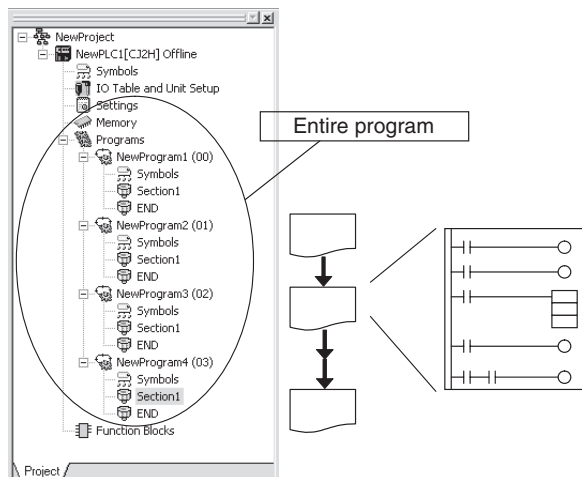 NewProject
NewPLC1[CJ2H] Offline
Symbols
IO Table and Unit Setup
Settings
Memory
Programs
NewProgram1 (00)
Symbols
Section1
END
NewProgram2 (01)
Symbols
Section1
END
NewProgram3 (02)
Symbols
Section1
END
NewProgram4 (03)
Symbols
Section1
END
Function Blocks
Project
Entire program